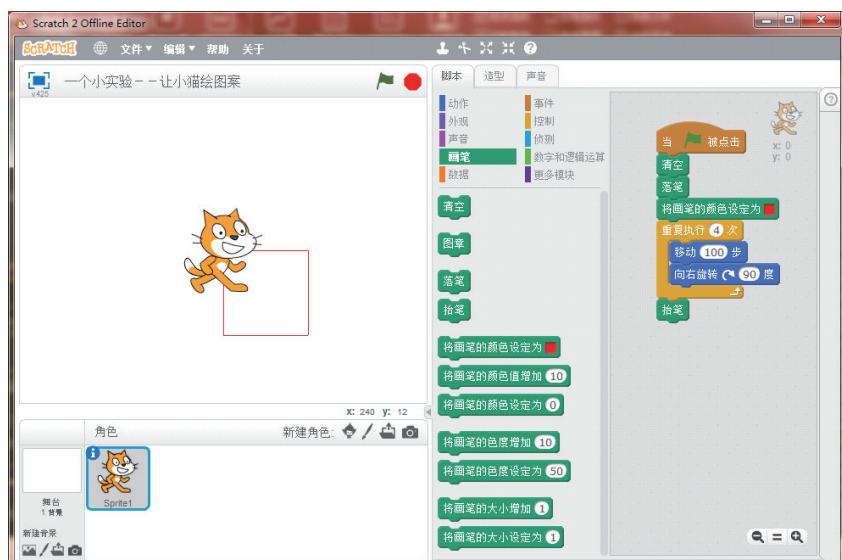 Scratch 2 Offline Editor
SCRATCH 文件 编辑 帮助 关于
一个小实验－－让小猫绘图案
v425
脚本 造型 声音
动作 事件
外观 控制
声音 侦测
画笔 数字和逻辑运算
数据 更多模块
清空
图章
落笔
抬笔
将画笔的颜色设定为
将画笔的颜色值增加 10
将画笔的颜色设定为 0
将画笔的色度增加 10
将画笔的色度设定为 50
将画笔的大小增加 1
将画笔的大小设定为 1
当 被点击
清空
落笔
将画笔的颜色设定为
重复执行 4 次
移动 100 步
向右旋转 90 度
抬笔
x: 0
y: 0
x: 240 y: 12
角色 新建角色:
舞台
1 背景
新建背景
Sprite1